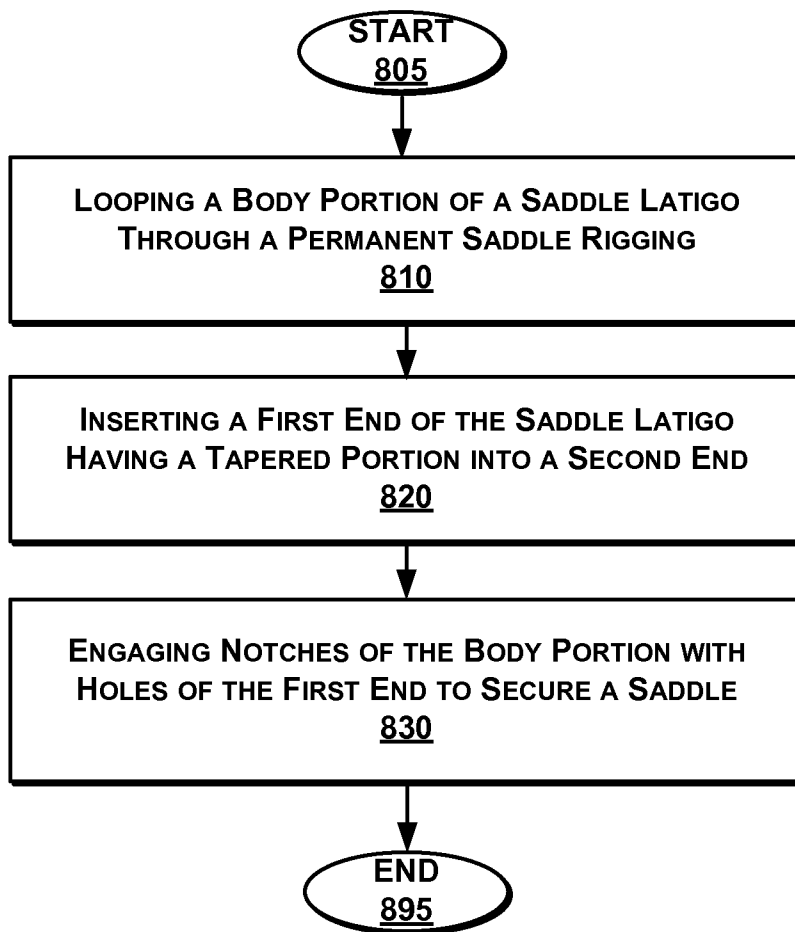 START
805
LOOPING A BODY PORTION OF A SADDLE LATIGO
THROUGH A PERMANENT SADDLE RIGGING
810
INSERTING A FIRST END OF THE SADDLE LATIGO
HAVING A TAPERED PORTION INTO A SECOND END
820
ENGAGING NOTCHES OF THE BODY PORTION WITH
HOLES OF THE FIRST END TO SECURE A SADDLE
830
END
895